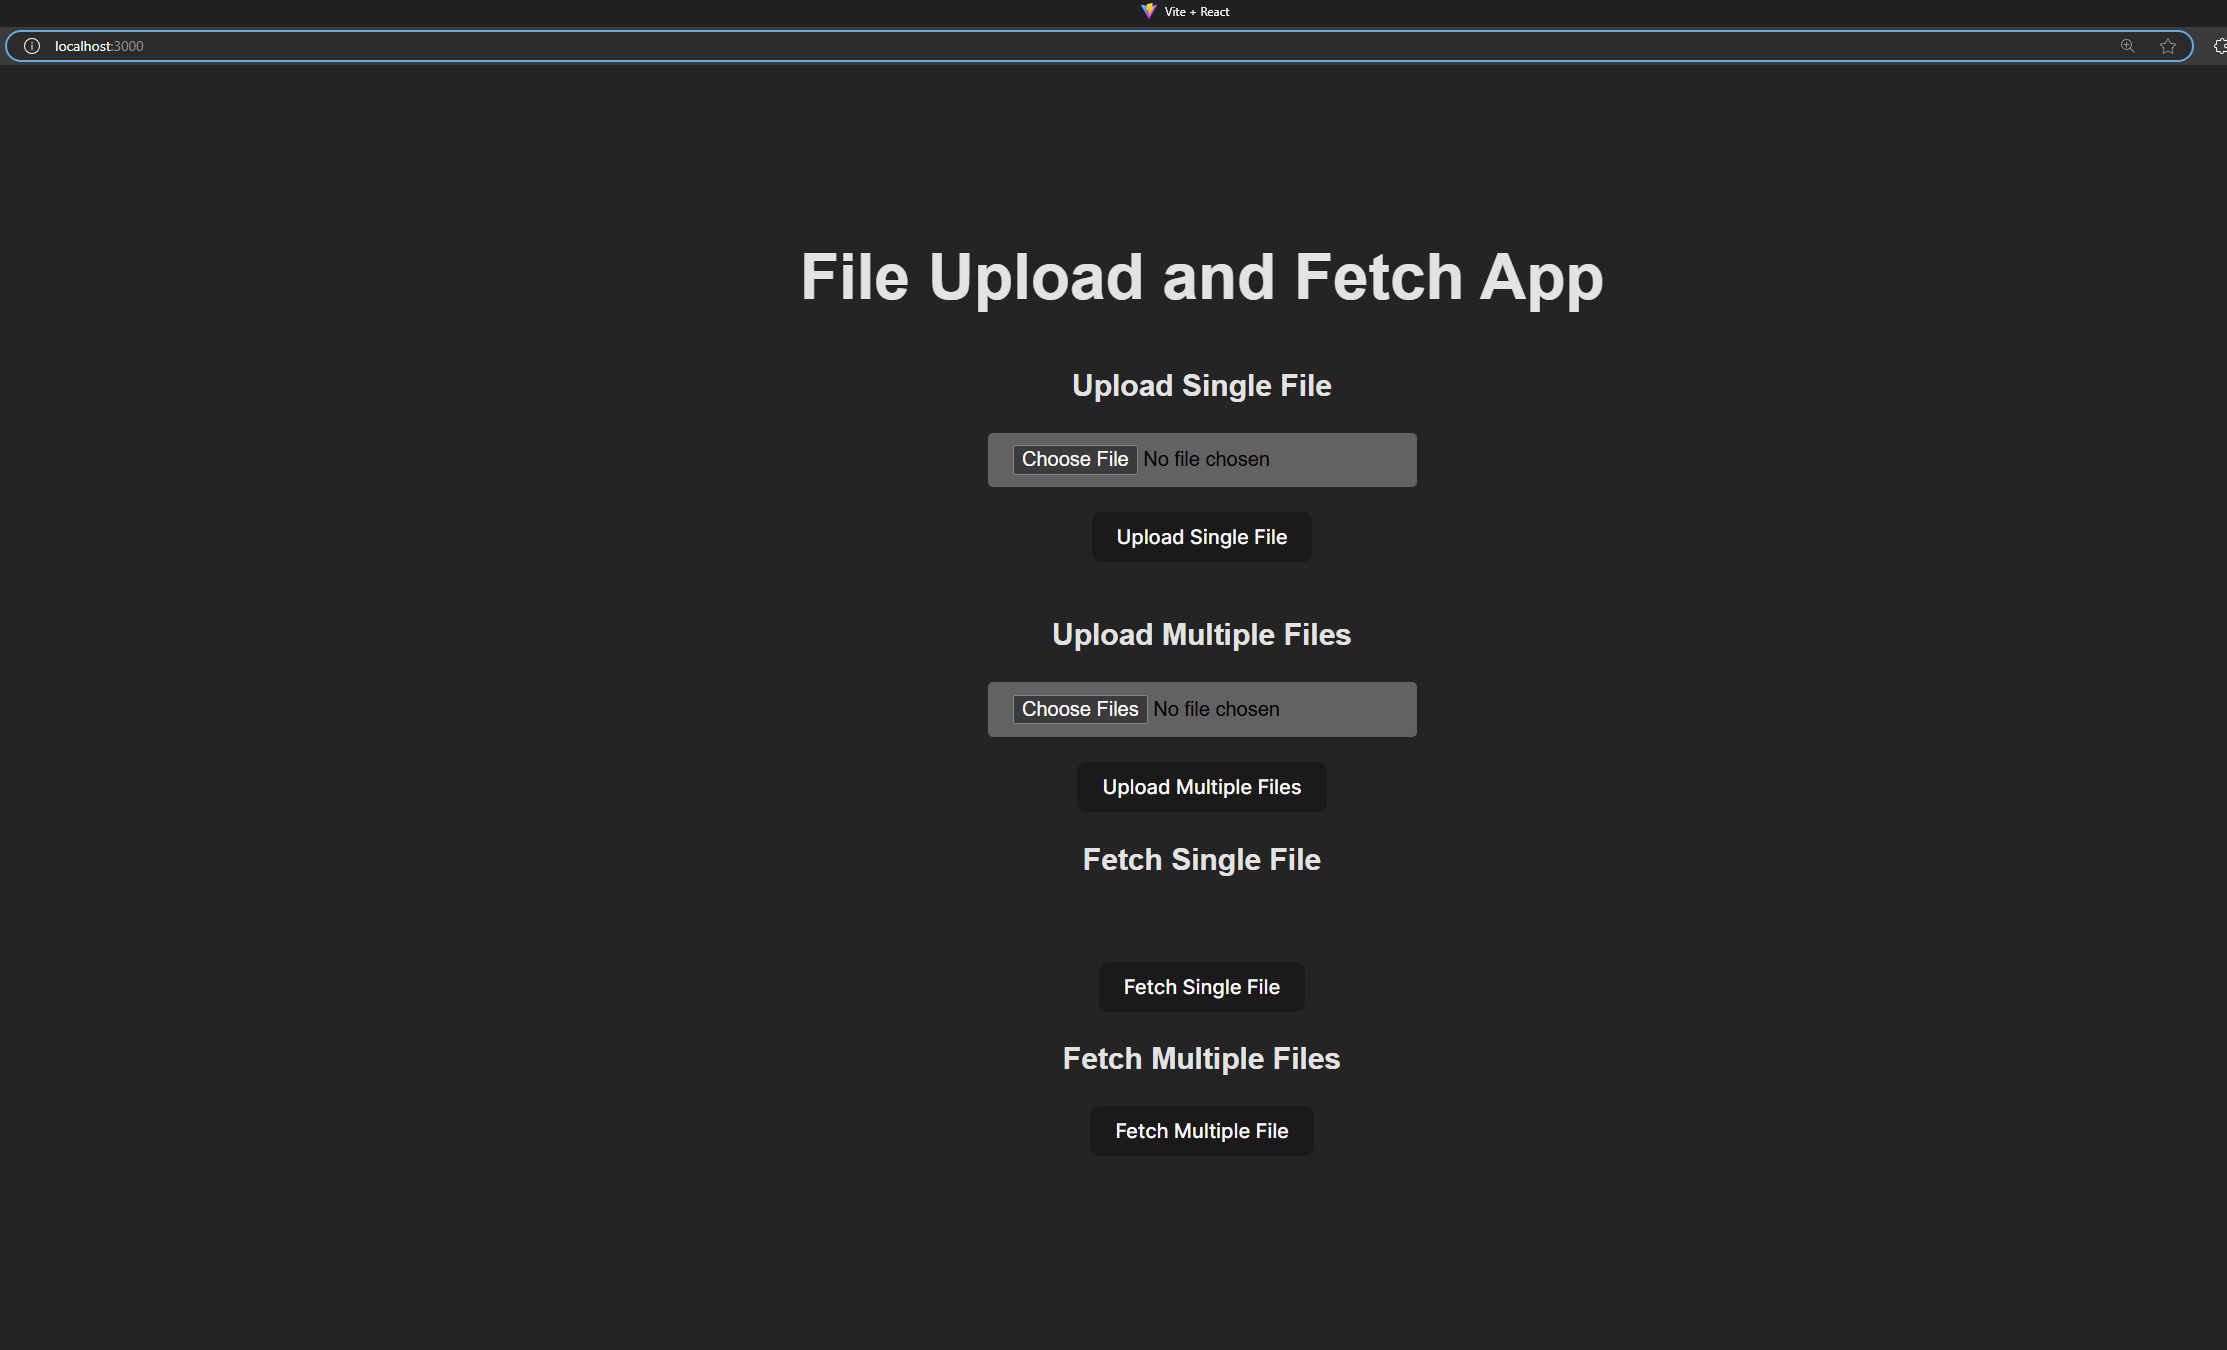 Vite + React
localhost:3000
File Upload and Fetch App
Upload Single File
Choose File No file chosen
Upload Single File
Upload Multiple Files
Choose Files No file chosen
Upload Multiple Files
Fetch Single File
Fetch Single File
Fetch Multiple Files
Fetch Multiple File